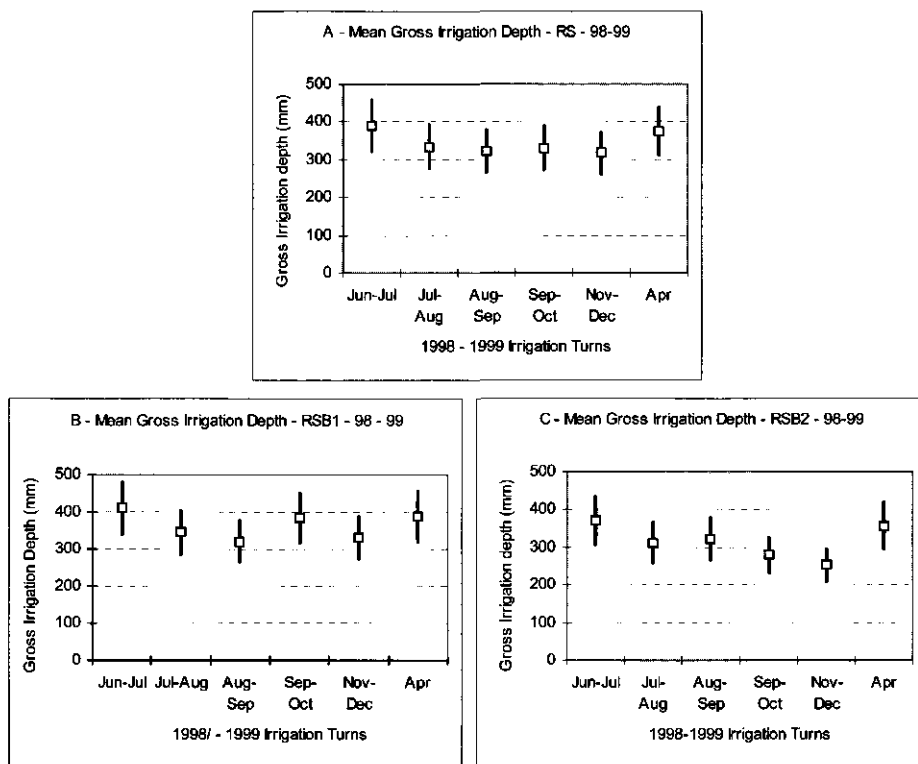 A - Mean Gross Irrigation Depth - RS - 98-99
Gross Irrigation depth (mm)
500
400
300
200
100
0
Jun-Jul
Jul-
Aug
Aug-
Sep
Sep-
Oct
Nov-
Dec
Apr
1998 - 1999 Irrigation Turns
B - Mean Gross Irrigation Depth - RSB1 - 98 - 99
Gross Irrigation Depth (mm)
500
400
300
200
100
0
Jun-Jul
Jul-Aug
Aug-
Sep
Sep-
Oct
Nov-
Dec
Apr
1998/ - 1999 Irrigation Turns
C - Mean Gross Irrigation Depth - RSB2 - 98-99
Gross Irrigation depth (mm)
500
400
300
200
100
0
Jun-Jul
Jul-
Aug
Aug-
Sep
Sep-
Oct
Nov-
Dec
Apr
1998-1999 Irrigation Turns